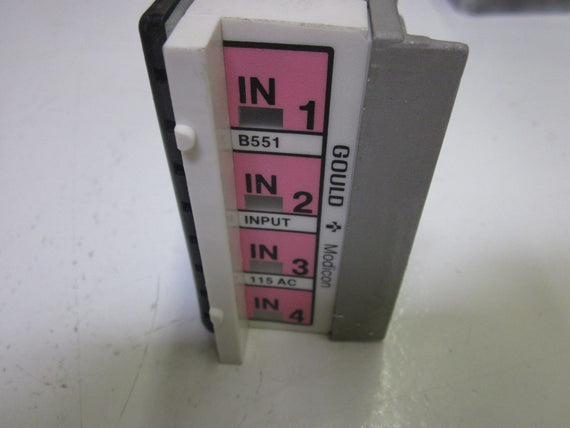 IN 1
B551
IN 2
INPUT
IN 3
115 AC
IN 4
GOULD Modicon